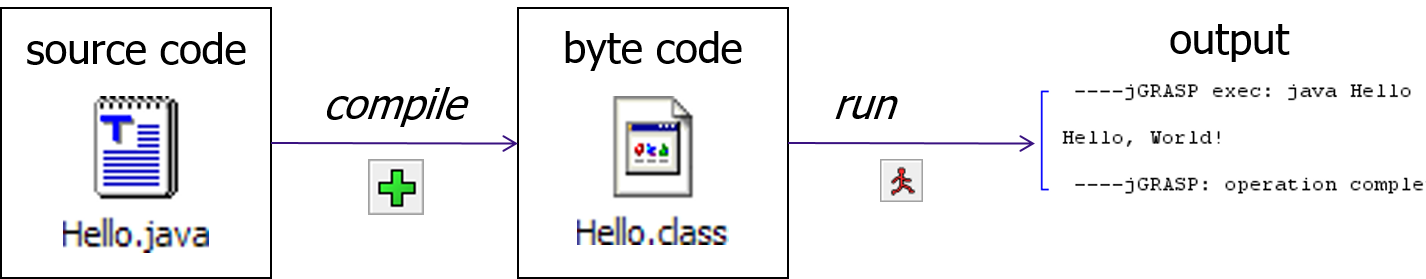 source code
Hello.java
compile
byte code
Hello.class
run
output
----jGRASP exec: java Hello
Hello, World!
----jGRASP: operation comple